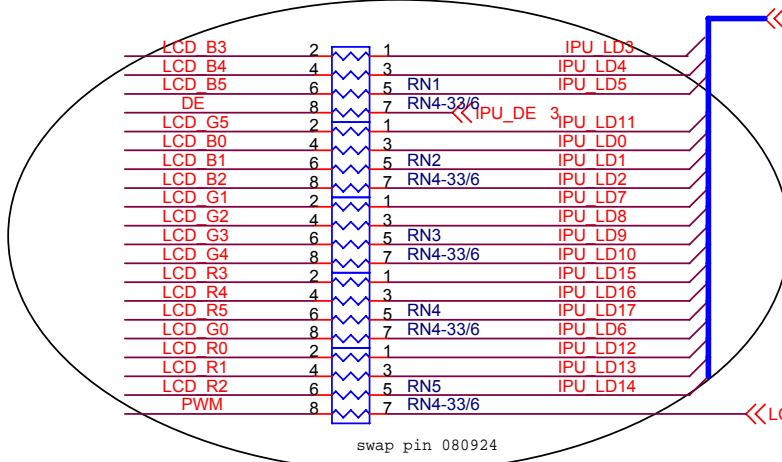 LCD_B3 2 1 IPU_LD3
LCD_B4 4 3 IPU_LD4
LCD_B5 6 5 RN1 IPU_LD5
DE 8 7 RN4-33/6 IPU_DE 3
LCD_G5 2 1 IPU_LD11
LCD_B0 4 3 IPU_LD0
LCD_B1 6 5 RN2 IPU_LD1
LCD_B2 8 7 RN4-33/6 IPU_LD2
LCD_G1 2 1 IPU_LD7
LCD_G2 4 3 IPU_LD8
LCD_G3 6 5 RN3 IPU_LD9
LCD_G4 8 7 RN4-33/6 IPU_LD10
LCD_R3 2 1 IPU_LD15
LCD_R4 4 3 IPU_LD16
LCD_R5 6 5 RN4 IPU_LD17
LCD_G0 8 7 RN4-33/6 IPU_LD6
LCD_R0 2 1 IPU_LD12
LCD_R1 4 3 IPU_LD13
LCD_R2 6 5 RN5 IPU_LD14
PWM 8 7 RN4-33/6
swap pin 080924